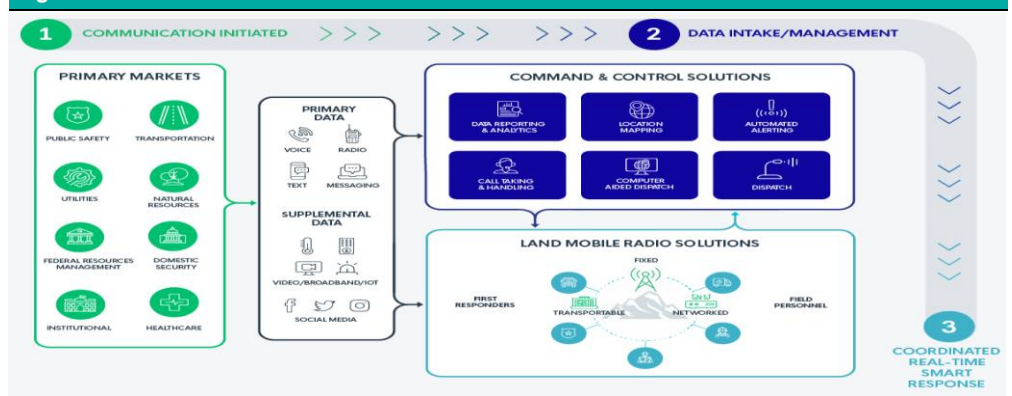 1 COMMUNICATION INITIATED
2 DATA INTAKE/MANAGEMENT
PRIMARY MARKETS
PUBLIC SAFETY
TRANSPORTATION
UTILITIES
NATURAL
RESOURCES
FEDERAL RESOURCES
MANAGEMENT
DOMESTIC
SECURITY
INSTITUTIONAL
HEALTHCARE
PRIMARY
DATA
VOICE
RADIO
TEXT
MESSAGING
SUPPLEMENTAL
DATA
VIDEO/BROADBAND/IOT
SOCIAL MEDIA
COMMAND & CONTROL SOLUTIONS
DATA REPORTING
& ANALYTICS
LOCATION
MAPPING
AUTOMATED
ALERTING
CALL TAKING
& HANDLING
COMPUTER
AIDED DISPATCH
DISPATCH
LAND MOBILE RADIO SOLUTIONS
FIXED
FIRST
RESPONDERS
TRANSPORTABLE
NETWORKED
FIELD
PERSONNEL
3
COORDINATED
REAL-TIME
SMART
RESPONSE